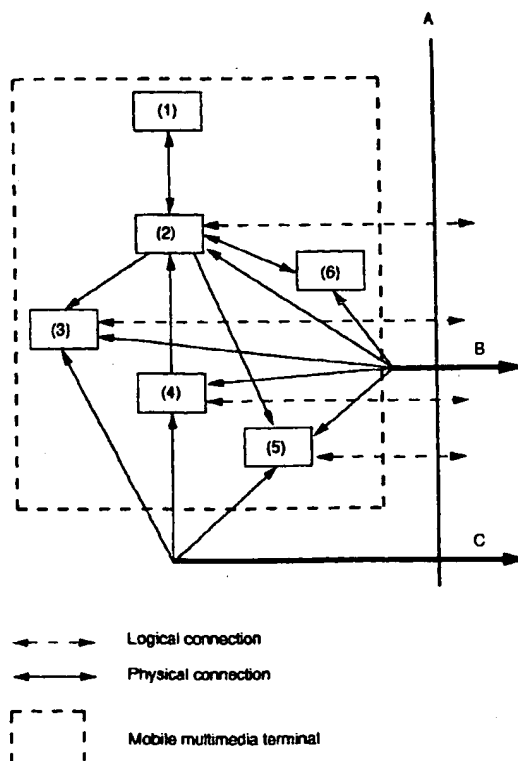 A
(1)
(2)
(6)
(3)
B
(4)
(5)
C
Logical connection
Physical connection
Mobile multimedia terminal